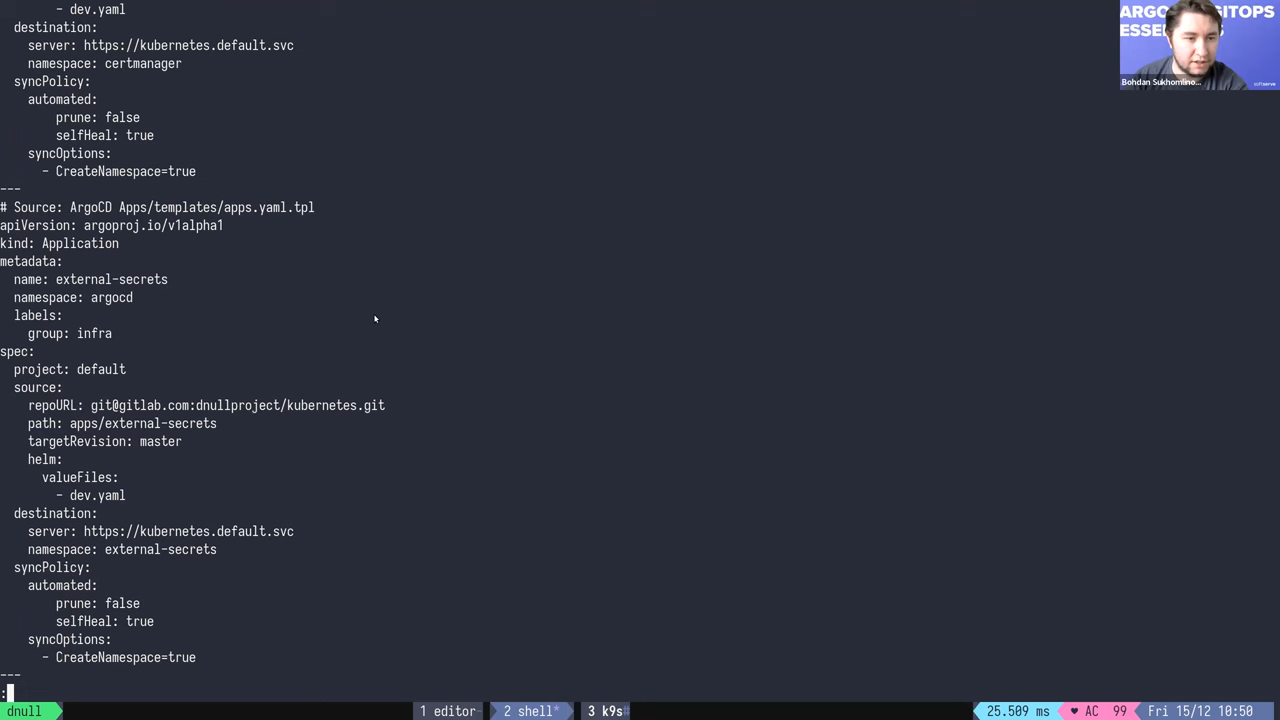 - dev.yaml
  destination:
    server: https://kubernetes.default.svc
    namespace: certmanager
  syncPolicy:
    automated:
        prune: false
        selfHeal: true
    syncOptions:
      - CreateNamespace=true
---
# Source: ArgoCD Apps/templates/apps.yaml.tpl
apiVersion: argoproj.io/v1alpha1
kind: Application
metadata:
  name: external-secrets
  namespace: argocd
  labels:
    group: infra
spec:
  project: default
  source:
    repoURL: git@gitlab.com:dnullproject/kubernetes.git
    path: apps/external-secrets
    targetRevision: master
    helm:
      valueFiles:
        - dev.yaml
  destination:
    server: https://kubernetes.default.svc
    namespace: external-secrets
  syncPolicy:
    automated:
        prune: false
        selfHeal: true
    syncOptions:
      - CreateNamespace=true
---
:
dnull 1 editor- 2 shell* 3 k9s# 25.509 ms ♥ AC 99 Fri 15/12 10:50
ARGO ITOPS
ESSE S
Bohdan Sukhomlino...
softserve